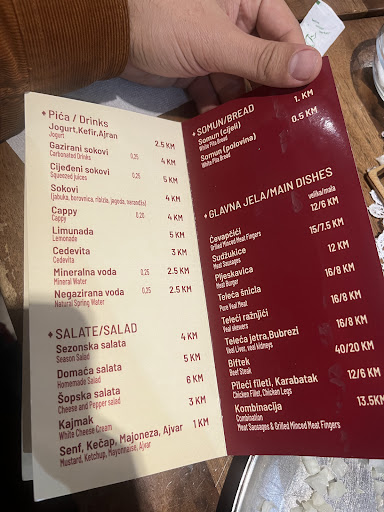 Pića / Drinks
Jogurt,Kefir,Ajran 2.5 KM
Jogurt
Gazirani sokovi 0,25 4 KM
Carbonated Drinks
Cijeđeni sokovi 0,25 5 KM
Squeezed juices
Sokovi 4 KM
(jabuka, borovnica, ribizla, jagoda, narandža)
Cappy 0.20 4 KM
Cappy
Limunada 5 KM
Lemonade
Cedevita 3 KM
Cedevita
Mineralna voda 0,25 2.5 KM
Mineral Water
Negazirana voda 0,25 2.5 KM
Natural Spring Water
SALATE/SALAD
Sezonska salata 4 KM
Season Salad
Domaća salata 5 KM
Homemade Salad
Šopska salata 6 KM
Cheese and Pepper salad
Kajmak 3 KM
White Cheese Cream
Senf, Kečap, Majoneza, Ajvar 1 KM
Mustard, Ketchup, Mayonnaise, Ajvar
SOMUN/BREAD
Somun (cijeli) 1. KM
White Pita Bread
Somun (polovina) 0.5 KM
White Pita Bread
GLAVNA JELA/MAIN DISHES
velika/mala
Ćevapčići 12/6 KM
Grilled Minced Meat Fingers
Sudžukice 15/7.5 KM
Meat Sausages
Pljeskavica 12 KM
Meat Burger
Teleća šnicla 16/8 KM
Pure Veal Meat
Teleći ražnjići 16/8 KM
Veal skewers
Teleća jetra,Bubrezi 16/8 KM
Veal Liver, veal kidneys
Biftek 40/20 KM
Beef Steak
Pileći fileti, Karabatak 12/6 KM
Chicken Fillet, Chicken Legs
Kombinacija 13.5KM
Combination
Meat Sausages & Grilled Minced Meat Fingers